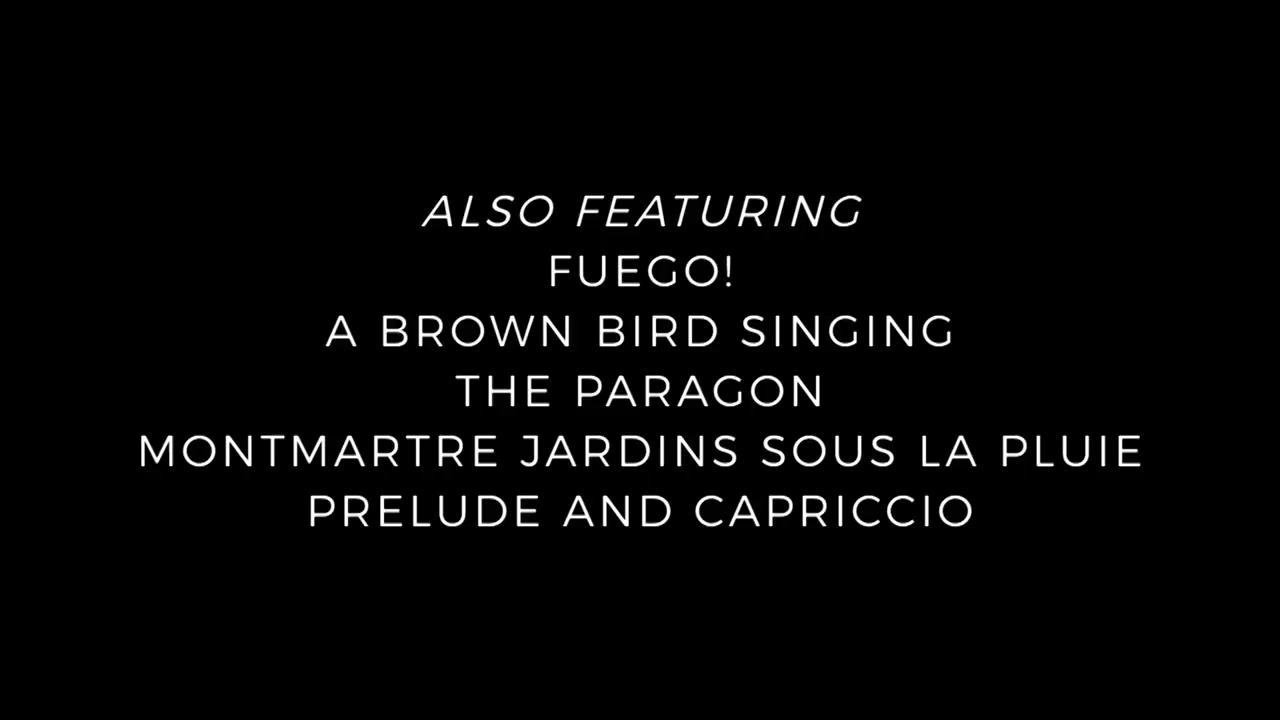 ALSO FEATURING
FUEGO!
A BROWN BIRD SINGING
THE PARAGON
MONTMARTRE JARDINS SOUS LA PLUIE
PRELUDE AND CAPRICCIO